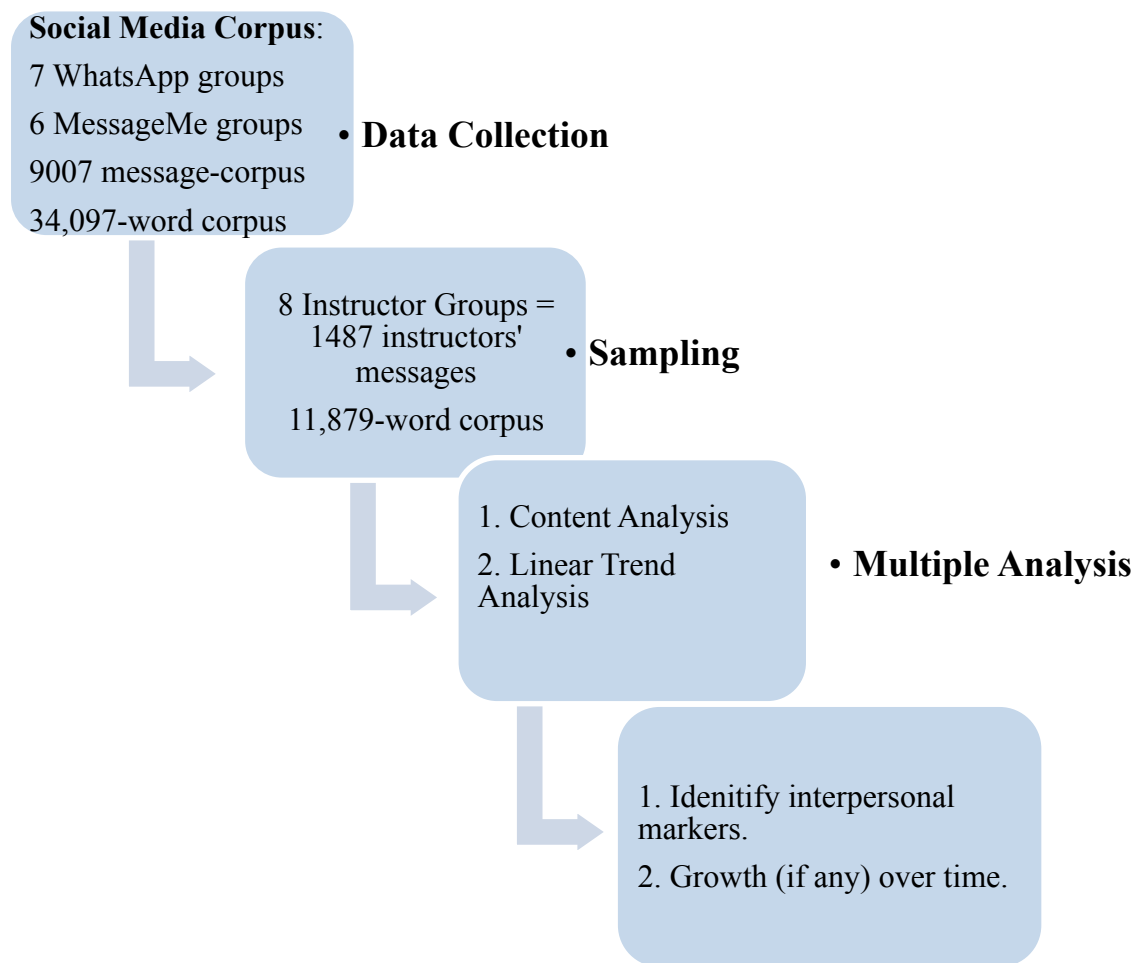 Social Media Corpus:
7 WhatsApp groups
6 MessageMe groups
9007 message-corpus
34,097-word corpus
• Data Collection
8 Instructor Groups =
1487 instructors'
messages
11,879-word corpus
• Sampling
1. Content Analysis
2. Linear Trend
Analysis
• Multiple Analysis
1. Idenitify interpersonal
markers.
2. Growth (if any) over time.